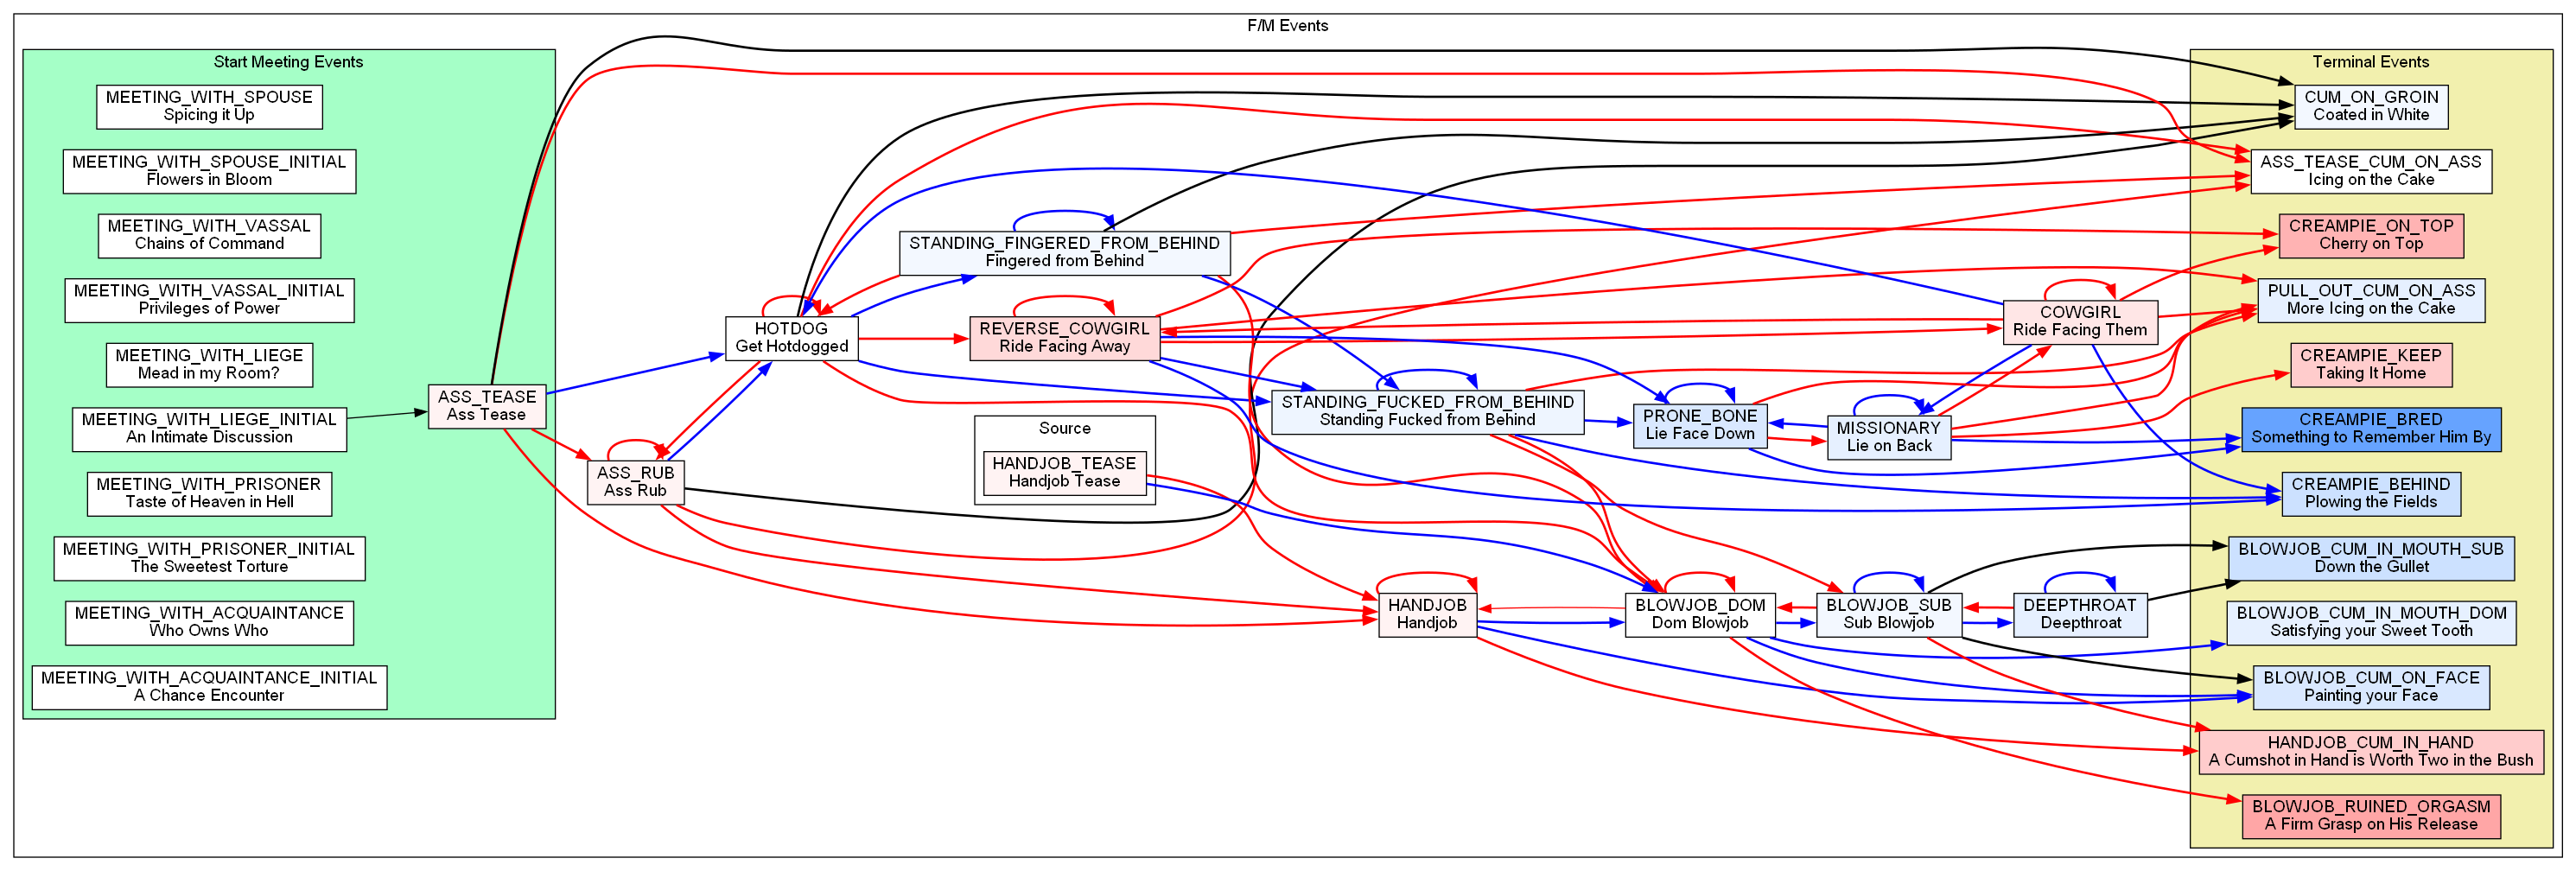 F/M Events
Start Meeting Events
MEETING_WITH_SPOUSE
Spicing it Up
MEETING_WITH_SPOUSE_INITIAL
Flowers in Bloom
MEETING_WITH_VASSAL
Chains of Command
MEETING_WITH_VASSAL_INITIAL
Privileges of Power
MEETING_WITH_LIEGE
Mead in my Room?
MEETING_WITH_LIEGE_INITIAL
An Intimate Discussion
MEETING_WITH_PRISONER
Taste of Heaven in Hell
MEETING_WITH_PRISONER_INITIAL
The Sweetest Torture
MEETING_WITH_ACQUAINTANCE
Who Owns Who
MEETING_WITH_ACQUAINTANCE_INITIAL
A Chance Encounter
ASS_TEASE
Ass Tease
ASS_RUB
Ass Rub
HOTDOG
Get Hotdogged
STANDING_FINGERED_FROM_BEHIND
Fingered from Behind
REVERSE_COWGIRL
Ride Facing Away
Source
HANDJOB_TEASE
Handjob Tease
STANDING_FUCKED_FROM_BEHIND
Standing Fucked from Behind
HANDJOB
Handjob
PRONE_BONE
Lie Face Down
BLOWJOB_DOM
Dom Blowjob
MISSIONARY
Lie on Back
BLOWJOB_SUB
Sub Blowjob
COWGIRL
Ride Facing Them
DEEPTHROAT
Deepthroat
Terminal Events
CUM_ON_GROIN
Coated in White
ASS_TEASE_CUM_ON_ASS
Icing on the Cake
CREAMPIE_ON_TOP
Cherry on Top
PULL_OUT_CUM_ON_ASS
More Icing on the Cake
CREAMPIE_KEEP
Taking It Home
CREAMPIE_BRED
Something to Remember Him By
CREAMPIE_BEHIND
Plowing the Fields
BLOWJOB_CUM_IN_MOUTH_SUB
Down the Gullet
BLOWJOB_CUM_IN_MOUTH_DOM
Satisfying your Sweet Tooth
BLOWJOB_CUM_ON_FACE
Painting your Face
HANDJOB_CUM_IN_HAND
A Cumshot in Hand is Worth Two in the Bush
BLOWJOB_RUINED_ORGASM
A Firm Grasp on His Release